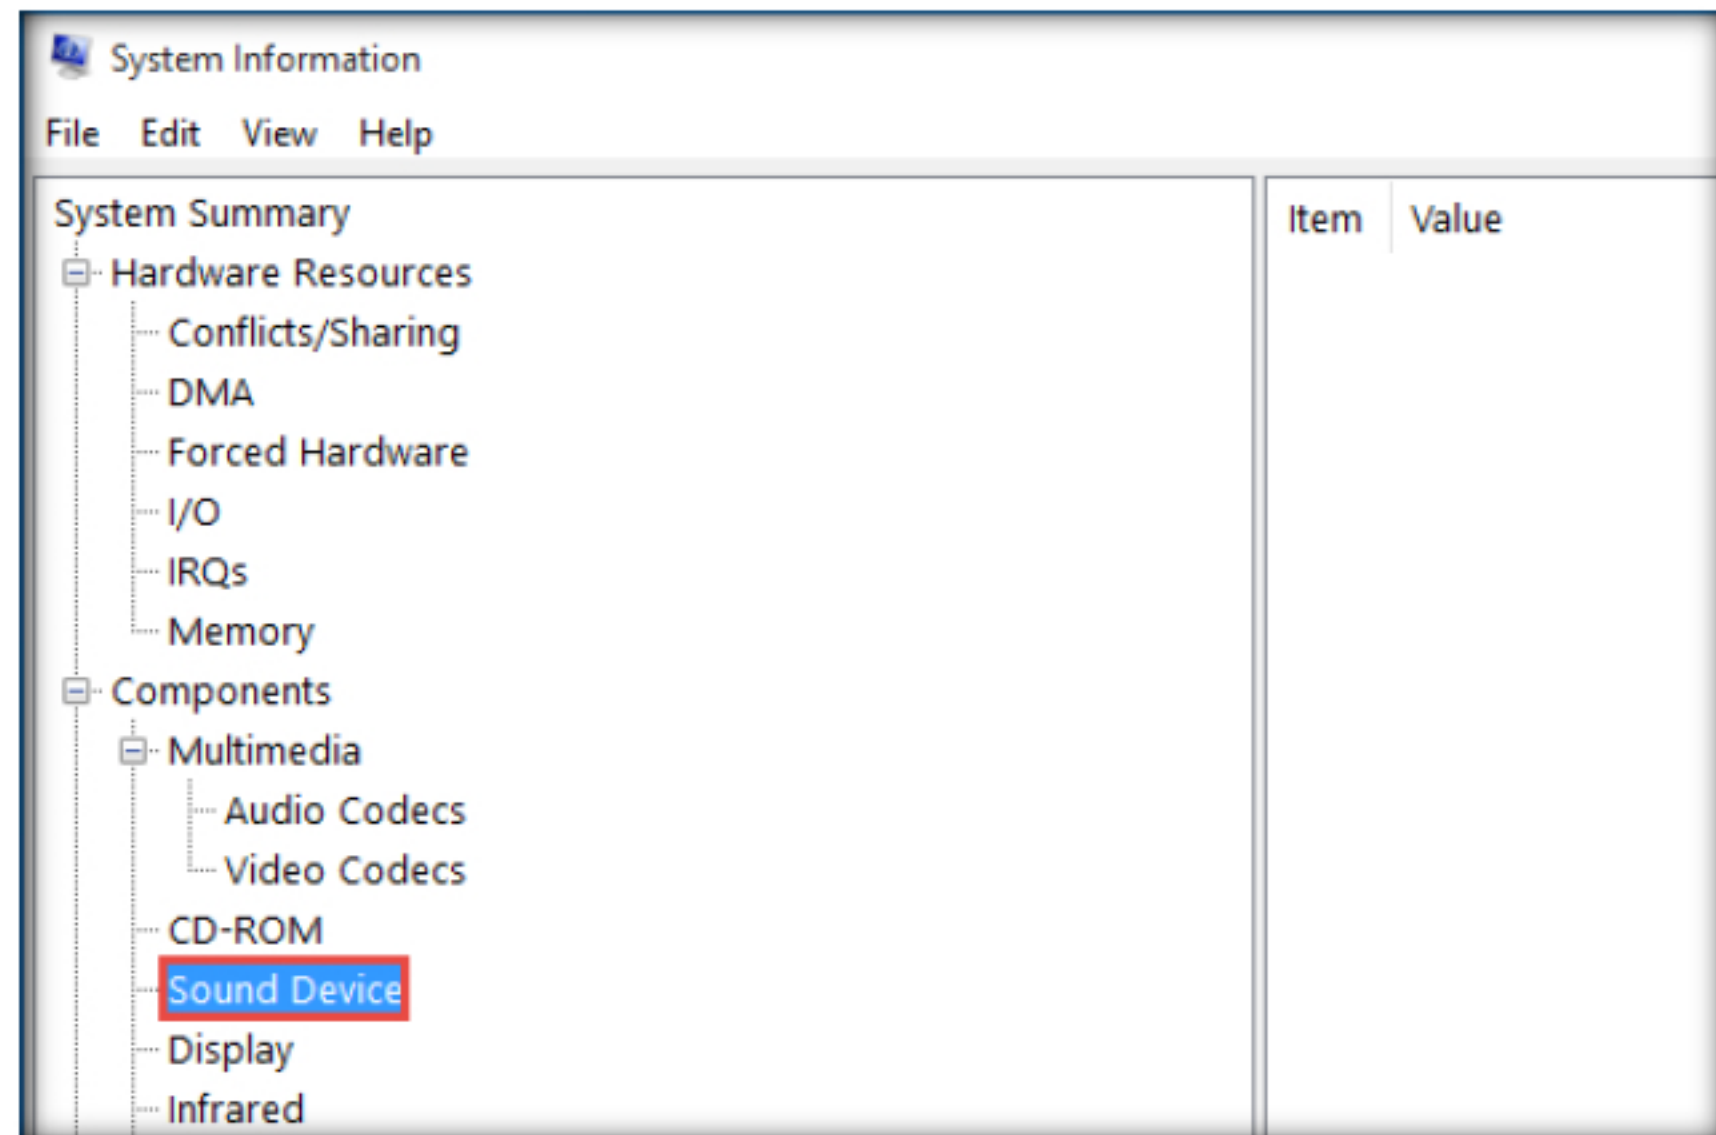 System Information
File Edit View Help
System Summary
Hardware Resources
Conflicts/Sharing
DMA
Forced Hardware
I/O
IRQs
Memory
Components
Multimedia
Audio Codecs
Video Codecs
CD-ROM
Sound Device
Display
Infrared
Item Value